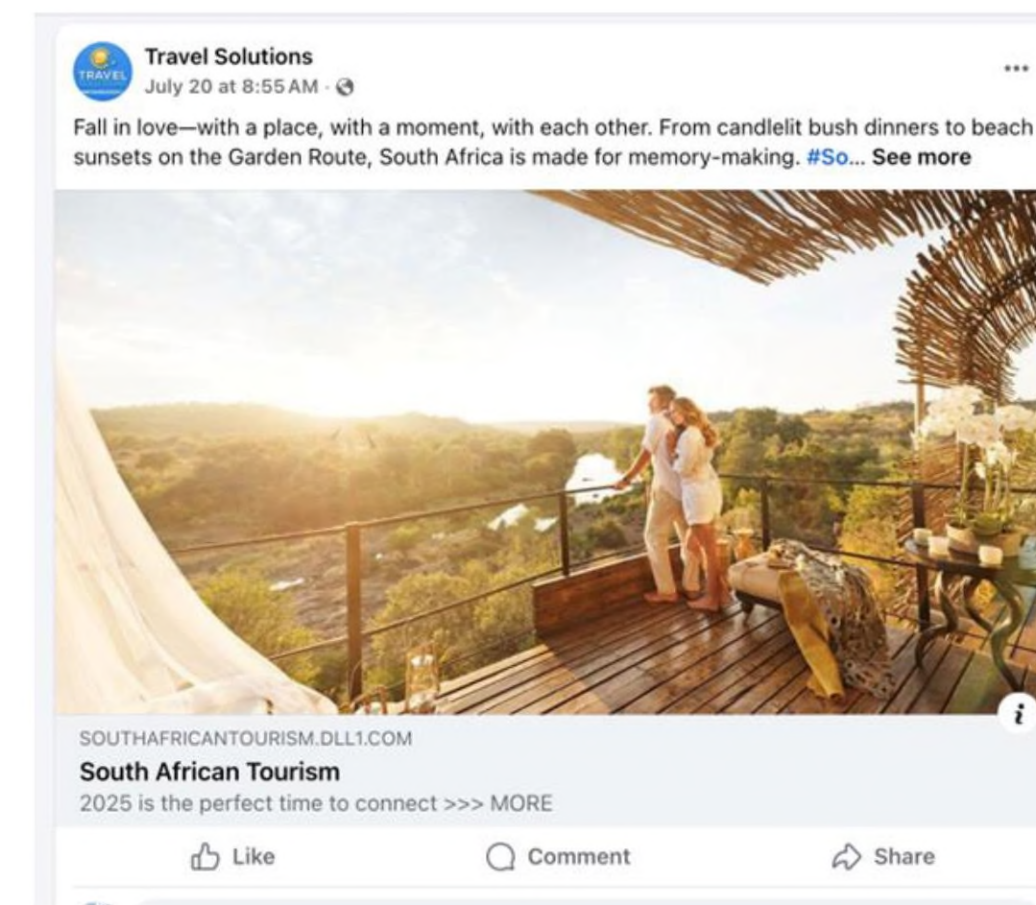 Travel Solutions
July 20 at 8:55 AM ·
Fall in love—with a place, with a moment, with each other. From candlelit bush dinners to beach
sunsets on the Garden Route, South Africa is made for memory-making. #So... See more
TRAVEL
SOUTHAFRICANTOURISM.DLL1.COM
South African Tourism
2025 is the perfect time to connect >>> MORE
Like
Comment
Share